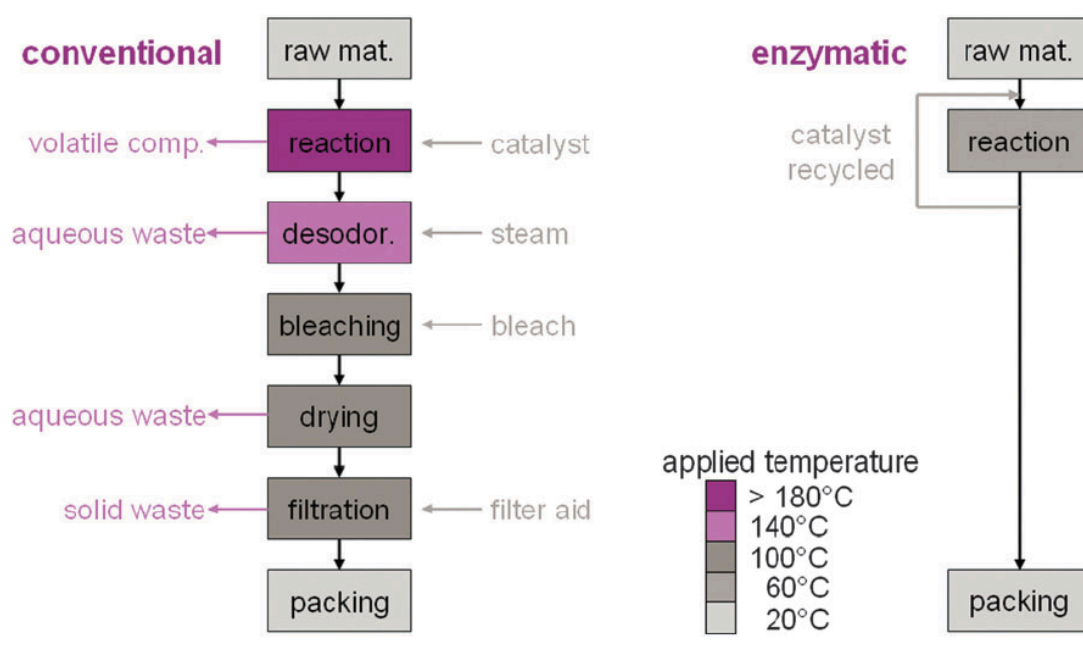 conventional
raw mat.
volatile comp.
reaction
catalyst
aqueous waste
desodor.
steam
bleaching
bleach
aqueous waste
drying
solid waste
filtration
filter aid
packing
enzymatic
raw mat.
catalyst
recycled
reaction
packing
applied temperature
> 180°C
140°C
100°C
60°C
20°C